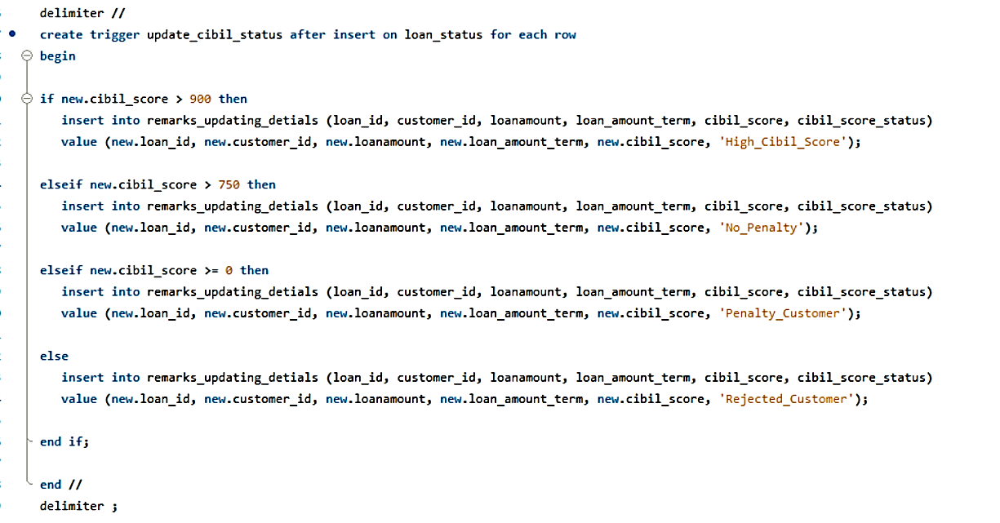 delimiter //
create trigger update_cibil_status after insert on loan_status for each row
begin
if new.cibil_score > 900 then
insert into remarks_updating_detials (loan_id, customer_id, loanamount, loan_amount_term, cibil_score, cibil_score_status)
value (new.loan_id, new.customer_id, new.loanamount, new.loan_amount_term, new.cibil_score, 'High_Cibil_Score');
elseif new.cibil_score > 750 then
insert into remarks_updating_detials (loan_id, customer_id, loanamount, loan_amount_term, cibil_score, cibil_score_status)
value (new.loan_id, new.customer_id, new.loanamount, new.loan_amount_term, new.cibil_score, 'No_Penalty');
elseif new.cibil_score >= 0 then
insert into remarks_updating_detials (loan_id, customer_id, loanamount, loan_amount_term, cibil_score, cibil_score_status)
value (new.loan_id, new.customer_id, new.loanamount, new.loan_amount_term, new.cibil_score, 'Penalty_Customer');
else
insert into remarks_updating_detials (loan_id, customer_id, loanamount, loan_amount_term, cibil_score, cibil_score_status)
value (new.loan_id, new.customer_id, new.loanamount, new.loan_amount_term, new.cibil_score, 'Rejected_Customer');
end if;
end //
delimiter ;